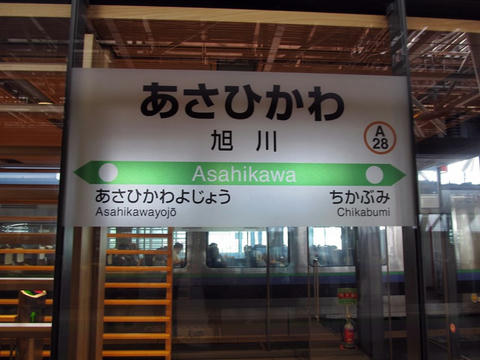 あさひかわ
旭川
A
28
Asahikawa
あさひかわよじょう ちかぶみ
Asahikawayojō Chikabumi